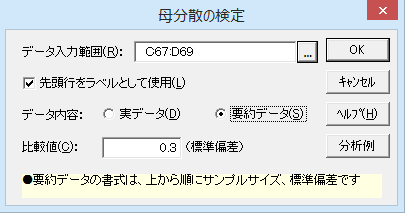 母分散の検定
データ入力範囲(R): C67:D69 ... OK
先頭行をラベルとして使用(L) ｷｬﾝｾﾙ
データ内容: 実データ(D) 要約データ(S) ﾍﾙﾌﾟ(H)
比較値(C): 0.3 (標準偏差) 分析例
●要約データの書式は、上から順にサンプルサイズ、標準偏差です